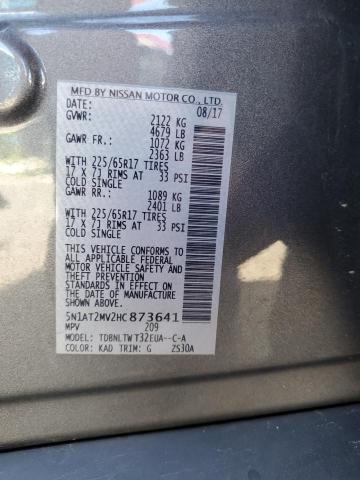 MFD BY NISSAN MOTOR CO., LTD.
DATE: 08/17
GVWR: 2122 KG
4679 LB
GAWR FR.: 1072 KG
2363 LB
WITH 225/65R17 TIRES
17 X 7J RIMS AT 33 PSI
COLD SINGLE
GAWR RR.: 1089 KG
2401 LB
WITH 225/65R17 TIRES
17 X 7J RIMS AT 33 PSI
COLD SINGLE
THIS VEHICLE CONFORMS TO
ALL APPLICABLE FEDERAL
MOTOR VEHICLE SAFETY
AND THEFT PREVENTION
STANDARDS IN EFFECT ON
THE DATE OF MANUFACTURE
SHOWN ABOVE.
5N1AT2MV2HC873641
MPV 209
MODEL: TDBNLTWT32EUA--C-A
COLOR: KAD TRIM: G ZS30A